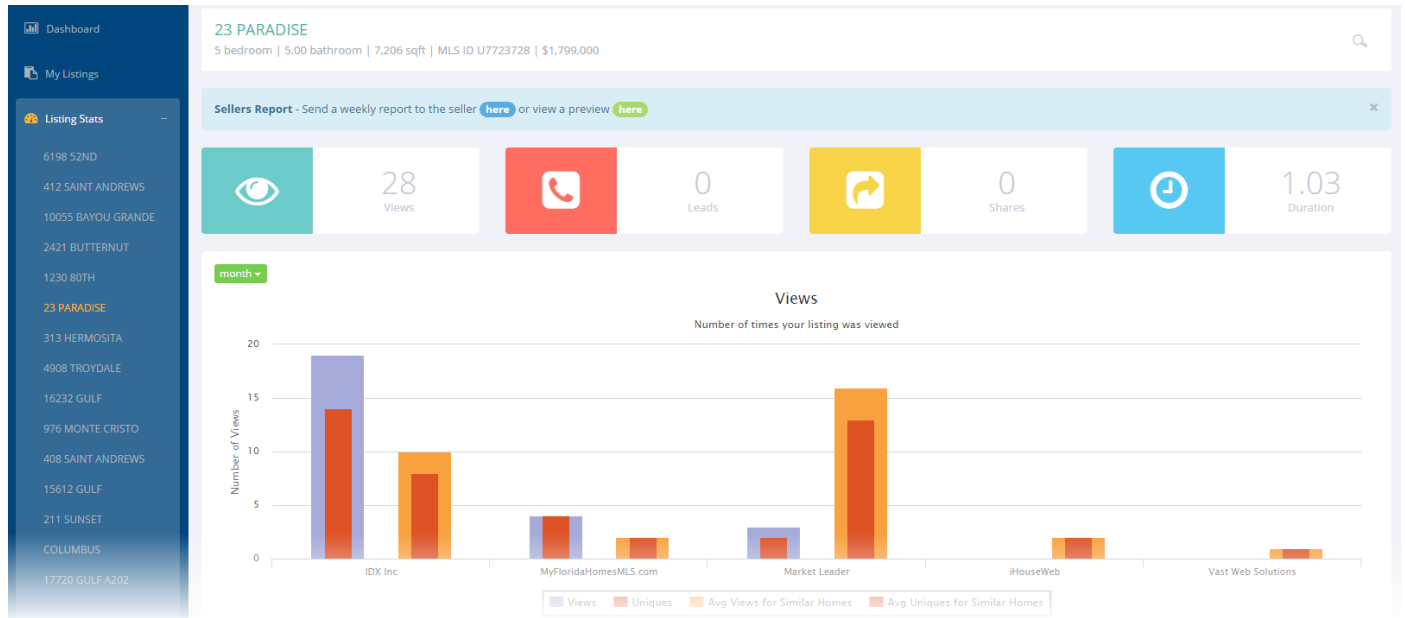 Dashboard
My Listings
Listing Stats
6198 52ND
412 SAINT ANDREWS
10055 BAYOU GRANDE
2421 BUTTERNUT
1230 80TH
23 PARADISE
313 HERMOSITA
4908 TROYDALE
16232 GULF
976 MONTE CRISTO
408 SAINT ANDREWS
15612 GULF
211 SUNSET
COLUMBUS
17720 GULF A202
23 PARADISE
5 bedroom | 5.00 bathroom | 7,206 sqft | MLS ID U7723728 | $1,799,000
Sellers Report - Send a weekly report to the seller here or view a preview here ×
28
Views
0
Leads
0
Shares
1.03
Duration
month
Views
Number of times your listing was viewed
Number of Views
20
15
10
5
0
IDX Inc MyFloridaHomesMLS.com Market Leader iHouseWeb Vast Web Solutions
Views Uniques Avg Views for Similar Homes Avg Uniques for Similar Homes